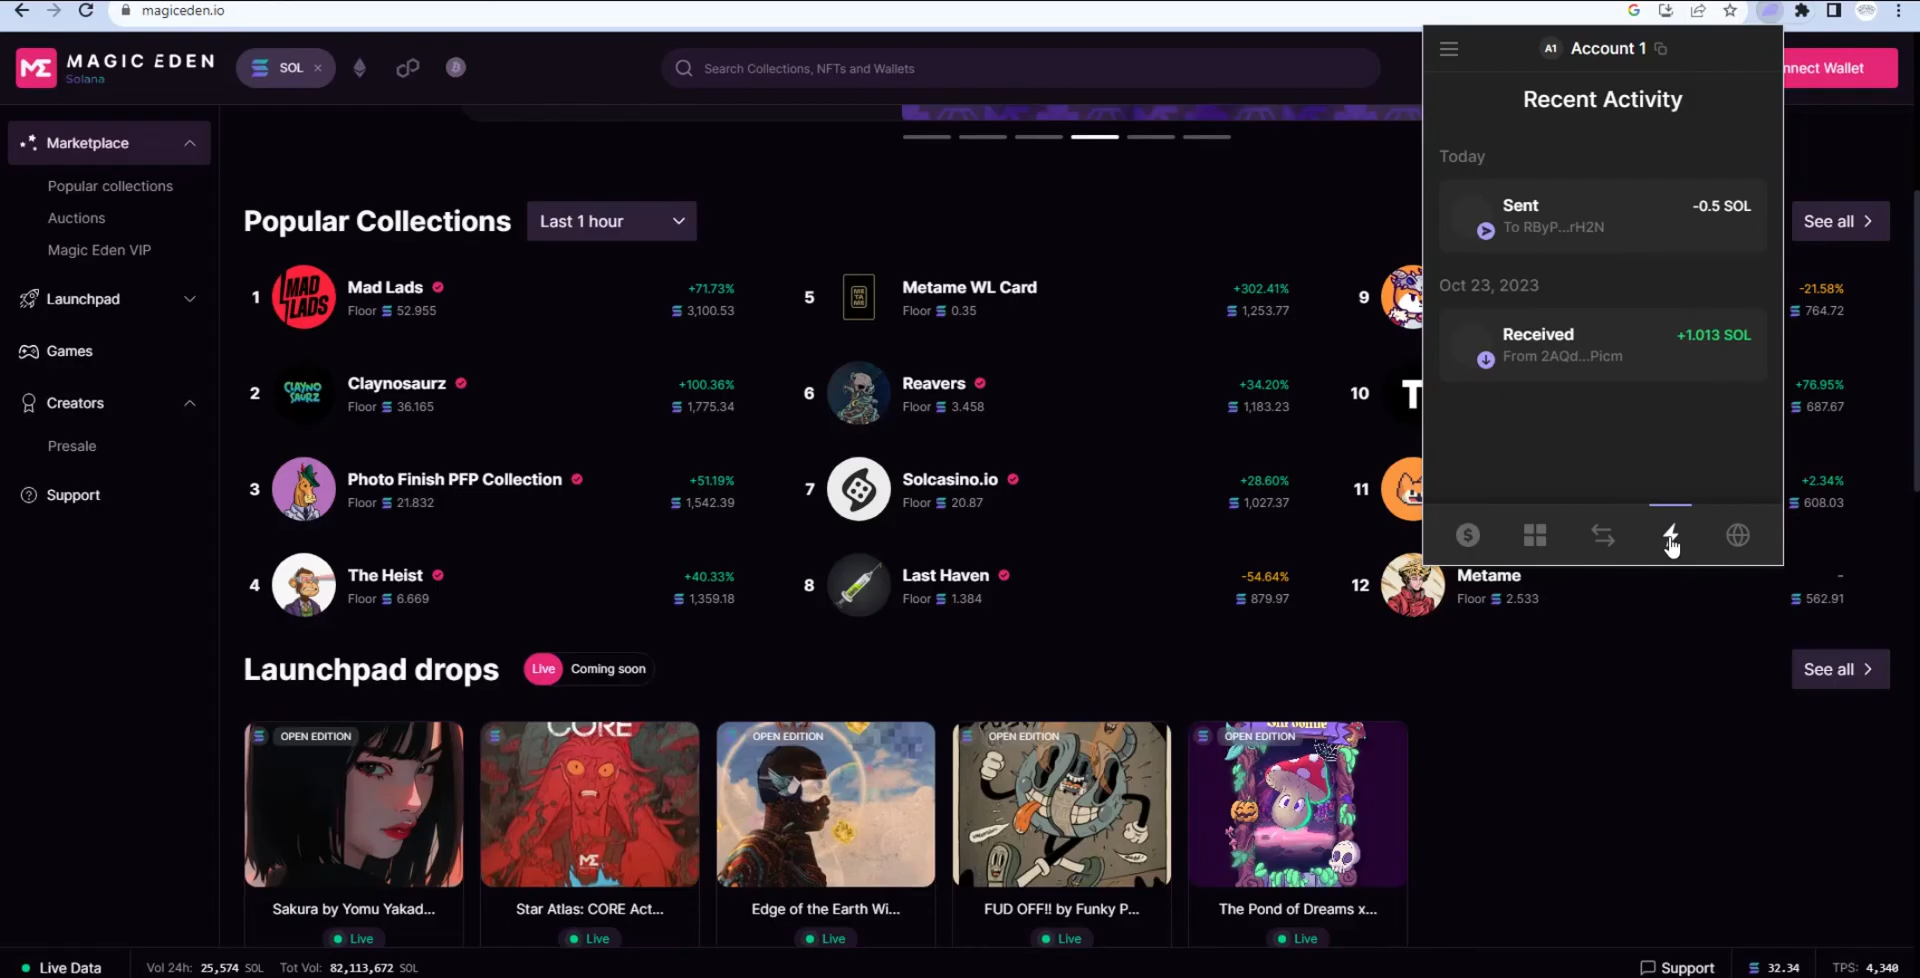 magiceden.io
MAGIC EDEN
Solana
SOL ×
Search Collections, NFTs and Wallets
A1 Account 1
nnect Wallet
Recent Activity
Today
Sent -0.5 SOL
To RByP...rH2N
Oct 23, 2023
Received +1.013 SOL
From 2AQd...Picm
Marketplace
Popular collections
Auctions
Magic Eden VIP
Launchpad
Games
Creators
Presale
Support
Popular Collections Last 1 hour See all
1 MAD LADS Mad Lads +71.73%
Floor 52.955 3,100.53
2 CLAYNO SAURZ Claynosaurz +100.36%
Floor 36.165 1,775.34
3 Photo Finish PFP Collection +51.19%
Floor 21.832 1,542.39
4 The Heist +40.33%
Floor 6.669 1,359.18
5 ME TA ME Metame WL Card +302.41%
Floor 0.35 1,253.77
6 Reavers +34.20%
Floor 3.458 1,183.23
7 Solcasino.io +28.60%
Floor 20.87 1,027.37
8 Last Haven -54.64%
Floor 1.384 879.97
9 -21.58%
764.72
10 T +76.95%
687.67
11 +2.34%
608.03
12 Metame -
Floor 2.533 562.91
Launchpad drops Live Coming soon See all
OPEN EDITION
Sakura by Yomu Yakad...
Live
CORE
ME
Star Atlas: CORE Act...
Live
OPEN EDITION
Edge of the Earth Wi...
Live
OPEN EDITION
FUD OFF!! by Funky P...
Live
OPEN EDITION
The Pond of Dreams x...
Live
Live Data Vol 24h: 25,574 SOL Tot Vol: 82,113,672 SOL Support 32.34 TPS: 4,340